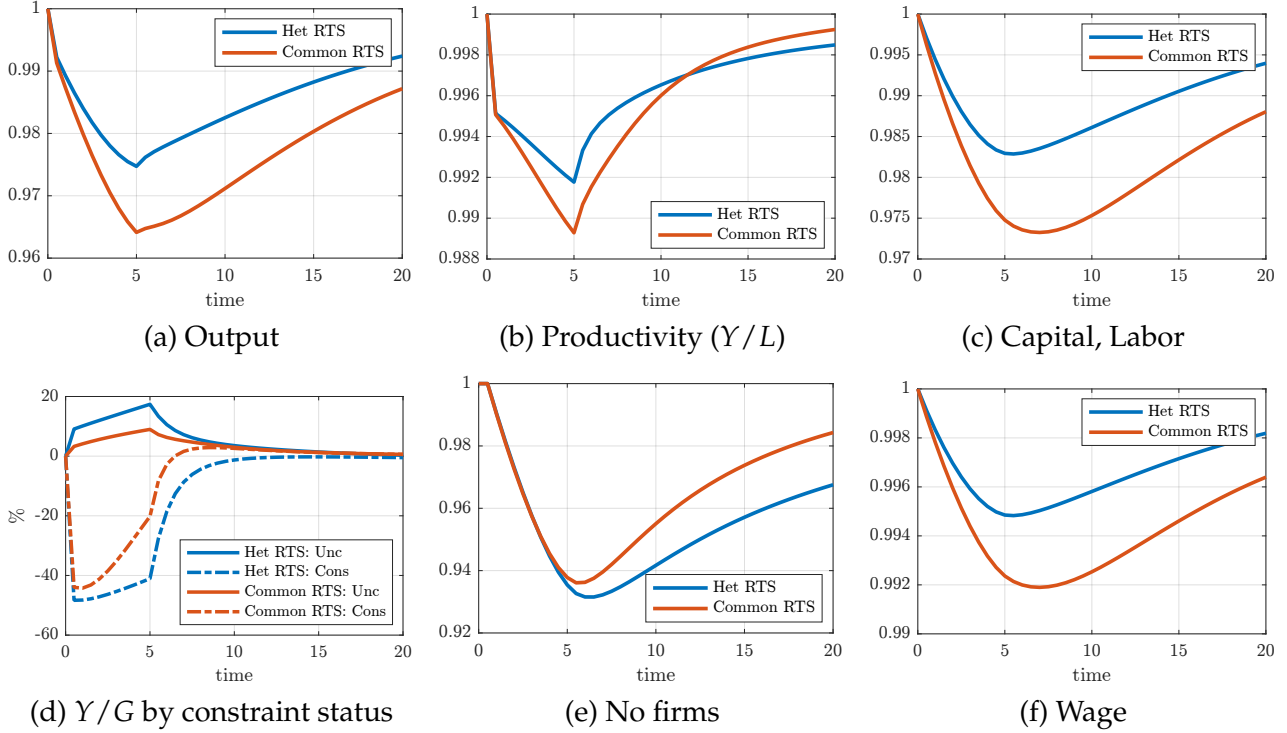 1
0.99
0.98
0.97
0.96
0
5
10
15
20
time
Het RTS
Common RTS
(a) Output
1
0.998
0.996
0.994
0.992
0.99
0.988
0
5
10
15
20
time
Het RTS
Common RTS
(b) Productivity (Y/L)
1
0.995
0.99
0.985
0.98
0.975
0.97
0
5
10
15
20
time
Het RTS
Common RTS
(c) Capital, Labor
20
0
-20
-40
-60
%
0
5
10
15
20
time
Het RTS: Unc
Het RTS: Cons
Common RTS: Unc
Common RTS: Cons
(d) Y/G by constraint status
1
0.98
0.96
0.94
0.92
0
5
10
15
20
time
Het RTS
Common RTS
(e) No firms
1
0.998
0.996
0.994
0.992
0.99
0
5
10
15
20
time
Het RTS
Common RTS
(f) Wage